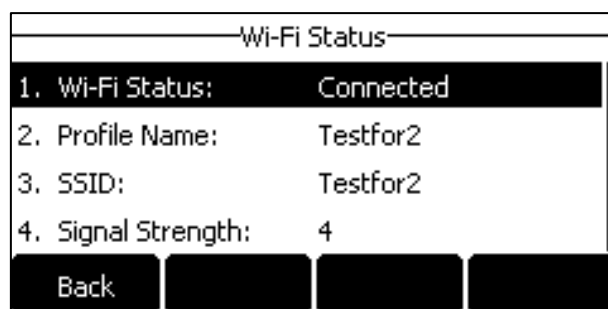 Wi-Fi Status
1. Wi-Fi Status: Connected
2. Profile Name: Testfor2
3. SSID: Testfor2
4. Signal Strength: 4
Back